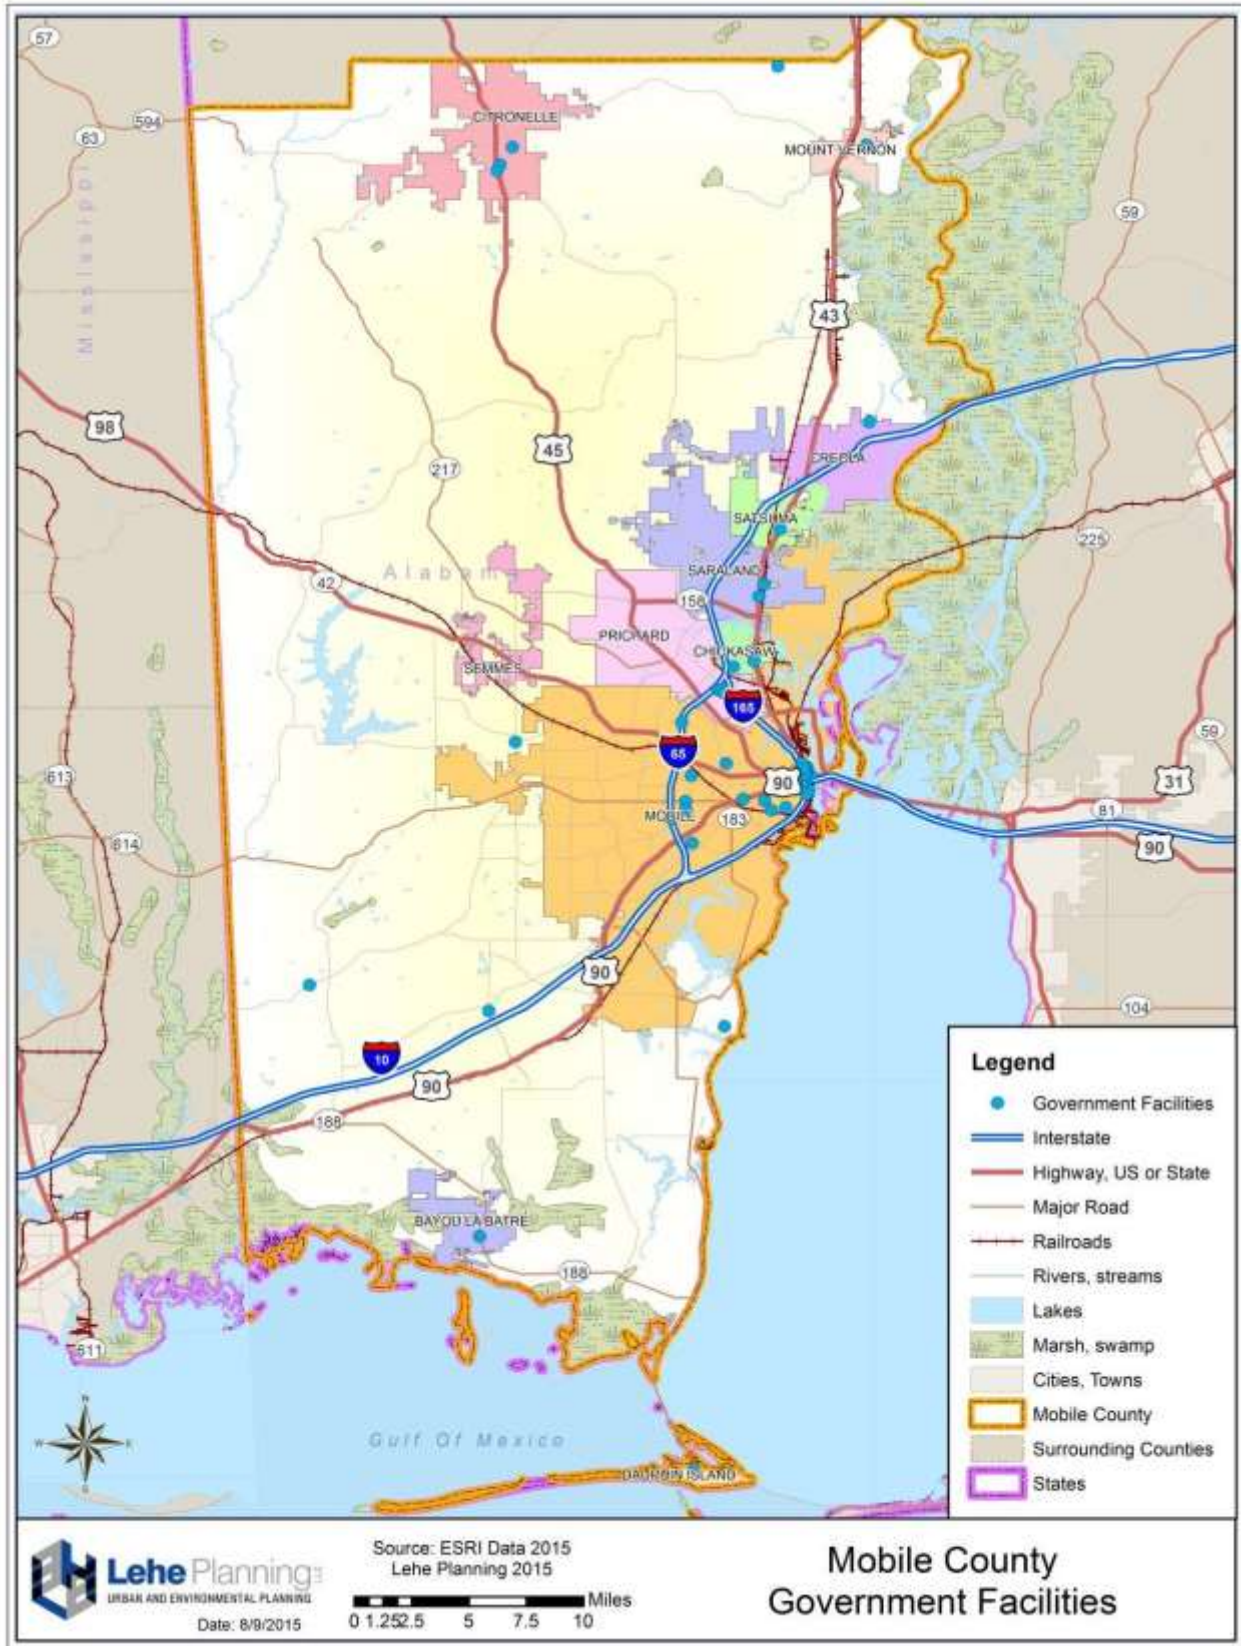 57
594
63
CITRONELLE
MOUNT VERNON
59
Mississippi
43
98
45
217
CREOLA
SATSUMA
225
Alabama
42
SARALAND
158
PRICHARD
CHICKASAW
SEMMES
165
59
65
613
90
31
MOBILE
183
81
614
90
90
104
10
90
188
BAYOU LA BATRE
188
611
Gulf Of Mexico
DAUPHIN ISLAND
N
W
E
S
Legend
Government Facilities
Interstate
Highway, US or State
Major Road
Railroads
Rivers, streams
Lakes
Marsh, swamp
Cities, Towns
Mobile County
Surrounding Counties
States
Lehe Planning LLC
URBAN AND ENVIRONMENTAL PLANNING
Date: 8/9/2015
Source: ESRI Data 2015
Lehe Planning 2015
Miles
0 1.25 2.5 5 7.5 10
Mobile County
Government Facilities